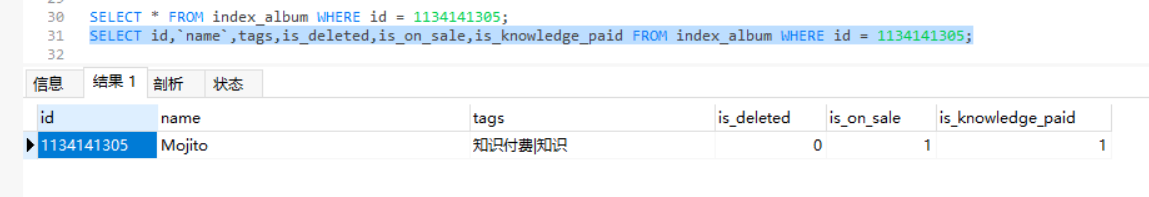 30 SELECT * FROM index_album WHERE id = 1134141305;
31 SELECT id,`name`,tags,is_deleted,is_on_sale,is_knowledge_paid FROM index_album WHERE id = 1134141305;
32
信息 结果 1 剖析 状态
id name tags is_deleted is_on_sale is_knowledge_paid
1134141305 Mojito 知识付费|知识 0 1 1